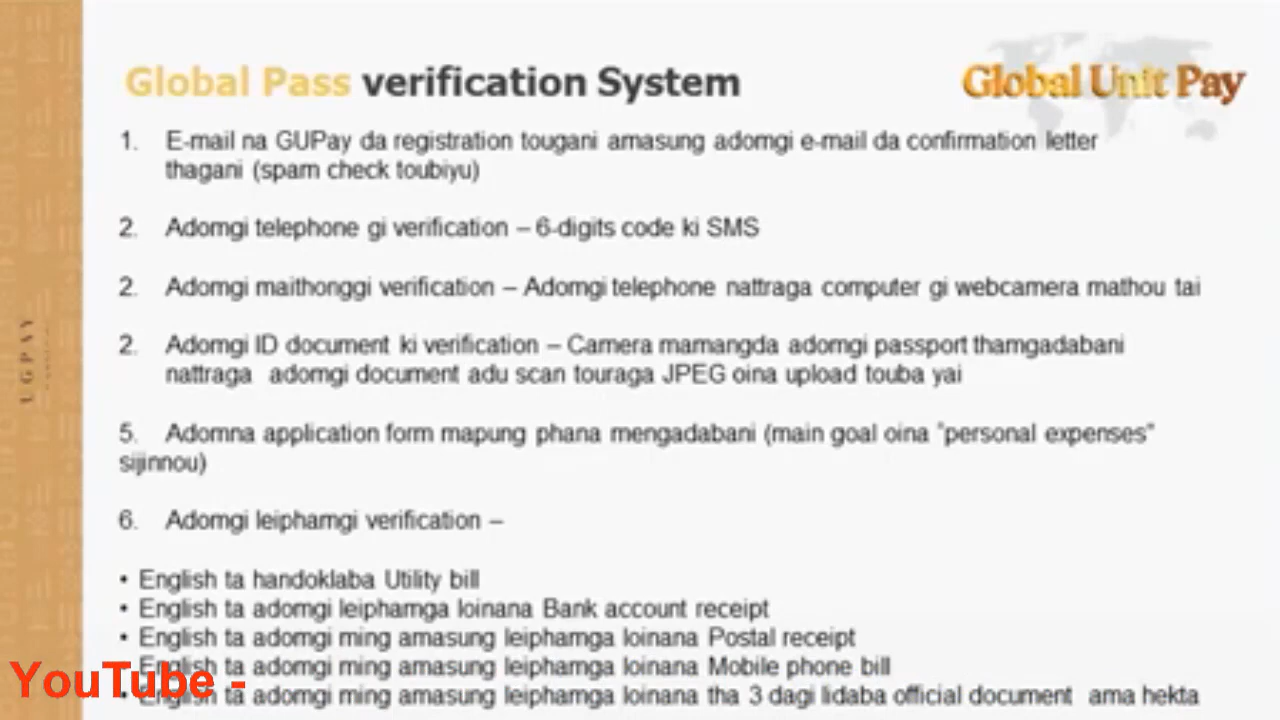 Global Pass verification System
Global Unit Pay
1. E-mail na GUPay da registration tougani amasung adomgi e-mail da confirmation letter
thagani (spam check toubiyu)
2. Adomgi telephone gi verification – 6-digits code ki SMS
2. Adomgi maithonggi verification – Adomgi telephone nattraga computer gi webcamera mathou tai
2. Adomgi ID document ki verification – Camera mamangda adomgi passport thamgadabani
nattraga adomgi document adu scan touraga JPEG oina upload touba yai
5. Adomna application form mapung phana mengadabani (main goal oina "personal expenses"
sijinnou)
6. Adomgi leiphamgi verification –
• English ta handoklaba Utility bill
• English ta adomgi leiphamga loinana Bank account receipt
• English ta adomgi ming amasung leiphamga loinana Postal receipt
• English ta adomgi ming amasung leiphamga loinana Mobile phone bill
• English ta adomgi ming amasung leiphamga loinana tha 3 dagi lidaba official document ama hekta
YouTube -
UGPAY